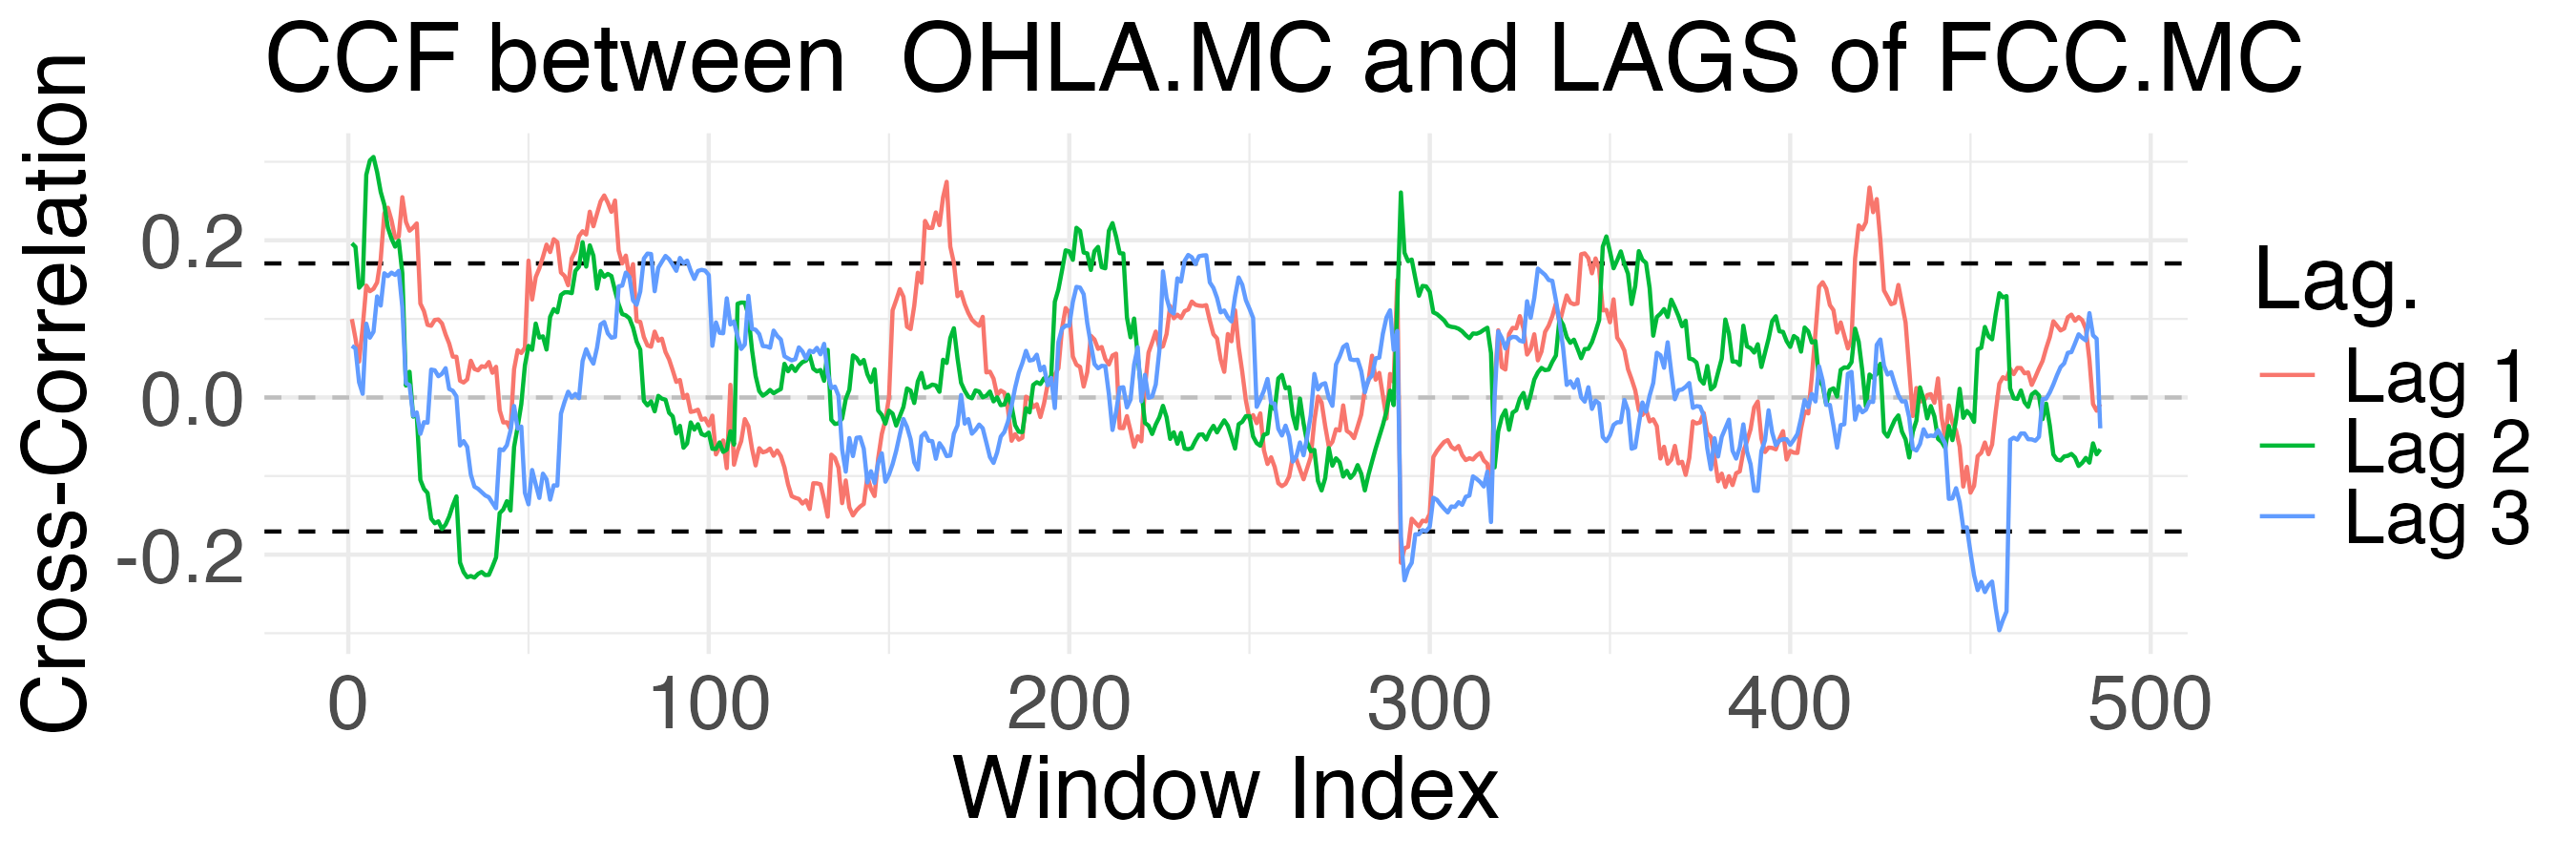 CCF between  OHLA.MC and LAGS of FCC.MC
Cross-Correlation
0.2
0.0
-0.2
0
100
200
300
400
500
Window Index
Lag.
Lag 1
Lag 2
Lag 3